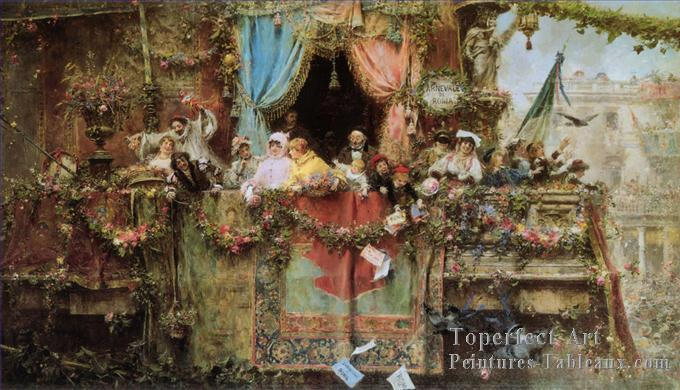 CARNEVALE
DI
ROMA
Toperfect Art
Peintures-Tableaux.com